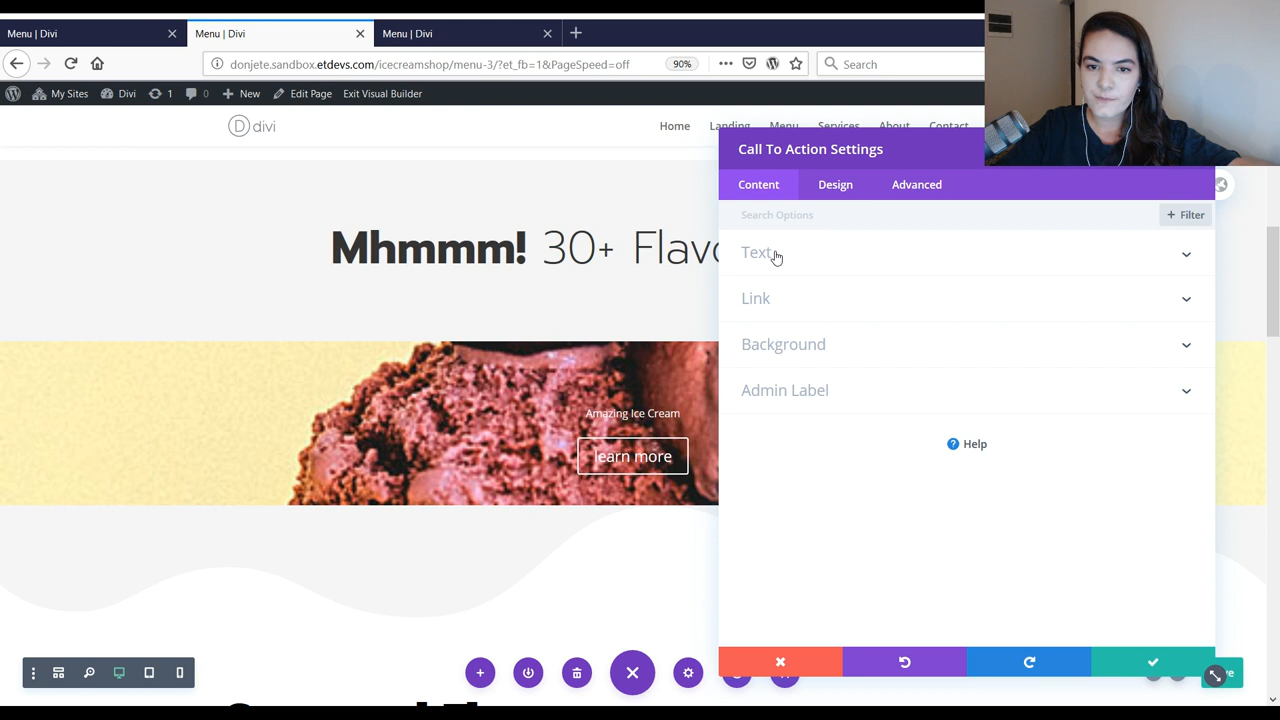 Menu | Divi
Menu | Divi
Menu | Divi
donjete.sandbox.etdevs.com/icecreamshop/menu-3/?et_fb=1&PageSpeed=off
90%
Search
My Sites
Divi
1
0
New
Edit Page
Exit Visual Builder
D divi
Home
Landing
Menu
Services
About
Contact
Call To Action Settings
Content
Design
Advanced
Search Options
+ Filter
Mhmmm! 30+
Text
Link
Background
Admin Label
? Help
Amazing Ice Cream
learn more